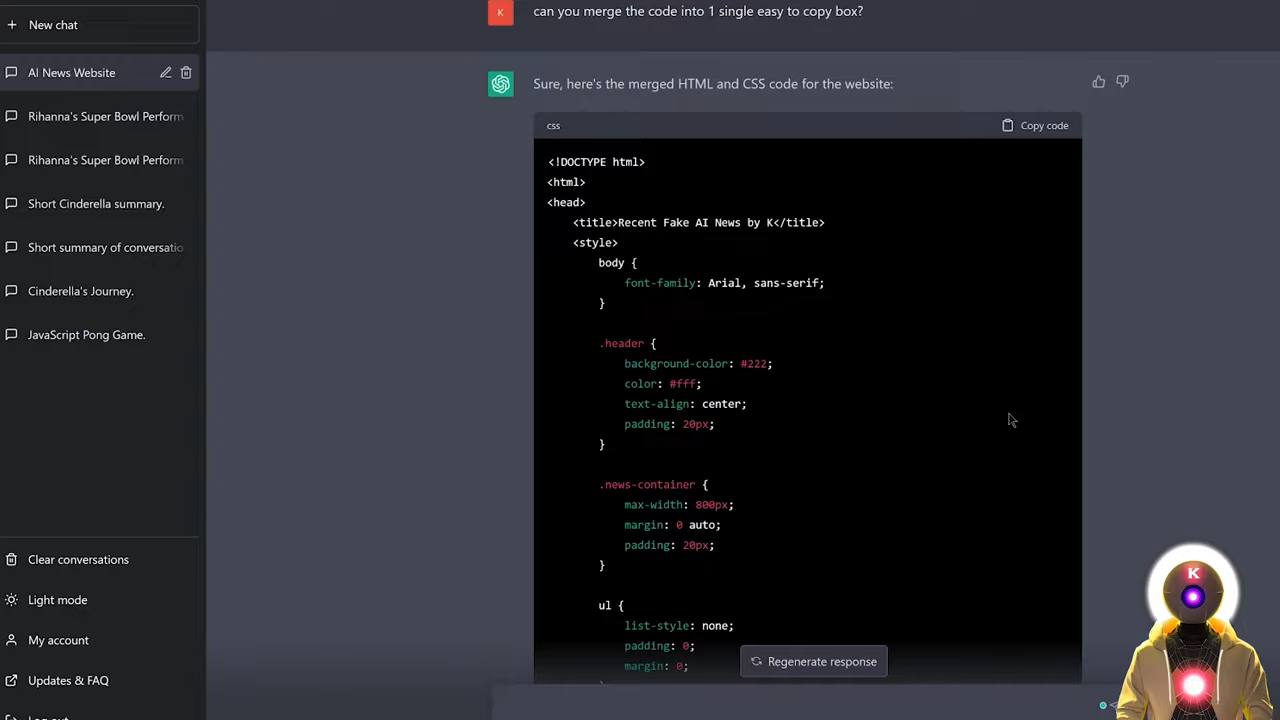 New chat
AI News Website
Rihanna's Super Bowl Perform
Rihanna's Super Bowl Perform
Short Cinderella summary.
Short summary of conversatio
Cinderella's Journey.
JavaScript Pong Game.
Clear conversations
Light mode
My account
Updates & FAQ
Log out
K
can you merge the code into 1 single easy to copy box?
Sure, here's the merged HTML and CSS code for the website:
css
Copy code
<!DOCTYPE html>
<html>
<head>
<title>Recent Fake AI News by K</title>
<style>
body {
font-family: Arial, sans-serif;
}
.header {
background-color: #222;
color: #fff;
text-align: center;
padding: 20px;
}
.news-container {
max-width: 800px;
margin: 0 auto;
padding: 20px;
}
ul {
list-style: none;
padding: 0;
margin: 0;
Regenerate response
K